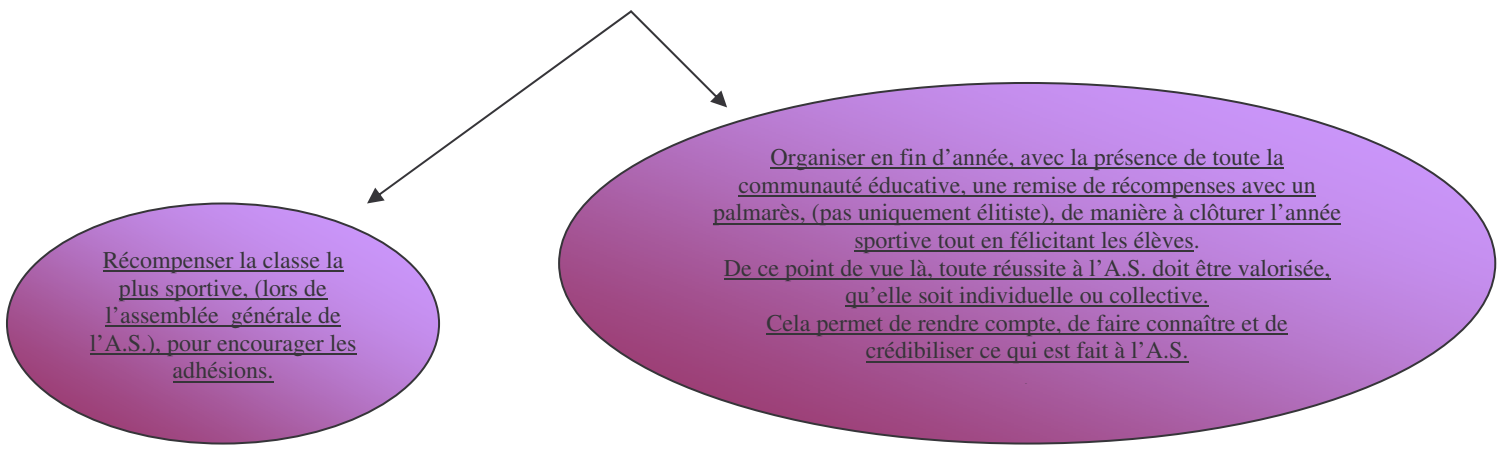 Récompenser la classe la
plus sportive, (lors de
l’assemblée  générale de
l’A.S.), pour encourager les
adhésions.
Organiser en fin d’année, avec la présence de toute la
communauté éducative, une remise de récompenses avec un
palmarès, (pas uniquement élitiste), de manière à clôturer l’année
sportive tout en félicitant les élèves.
De ce point de vue là, toute réussite à l’A.S. doit être valorisée,
qu’elle soit individuelle ou collective.
Cela permet de rendre compte, de faire connaître et de
crédibiliser ce qui est fait à l’A.S.